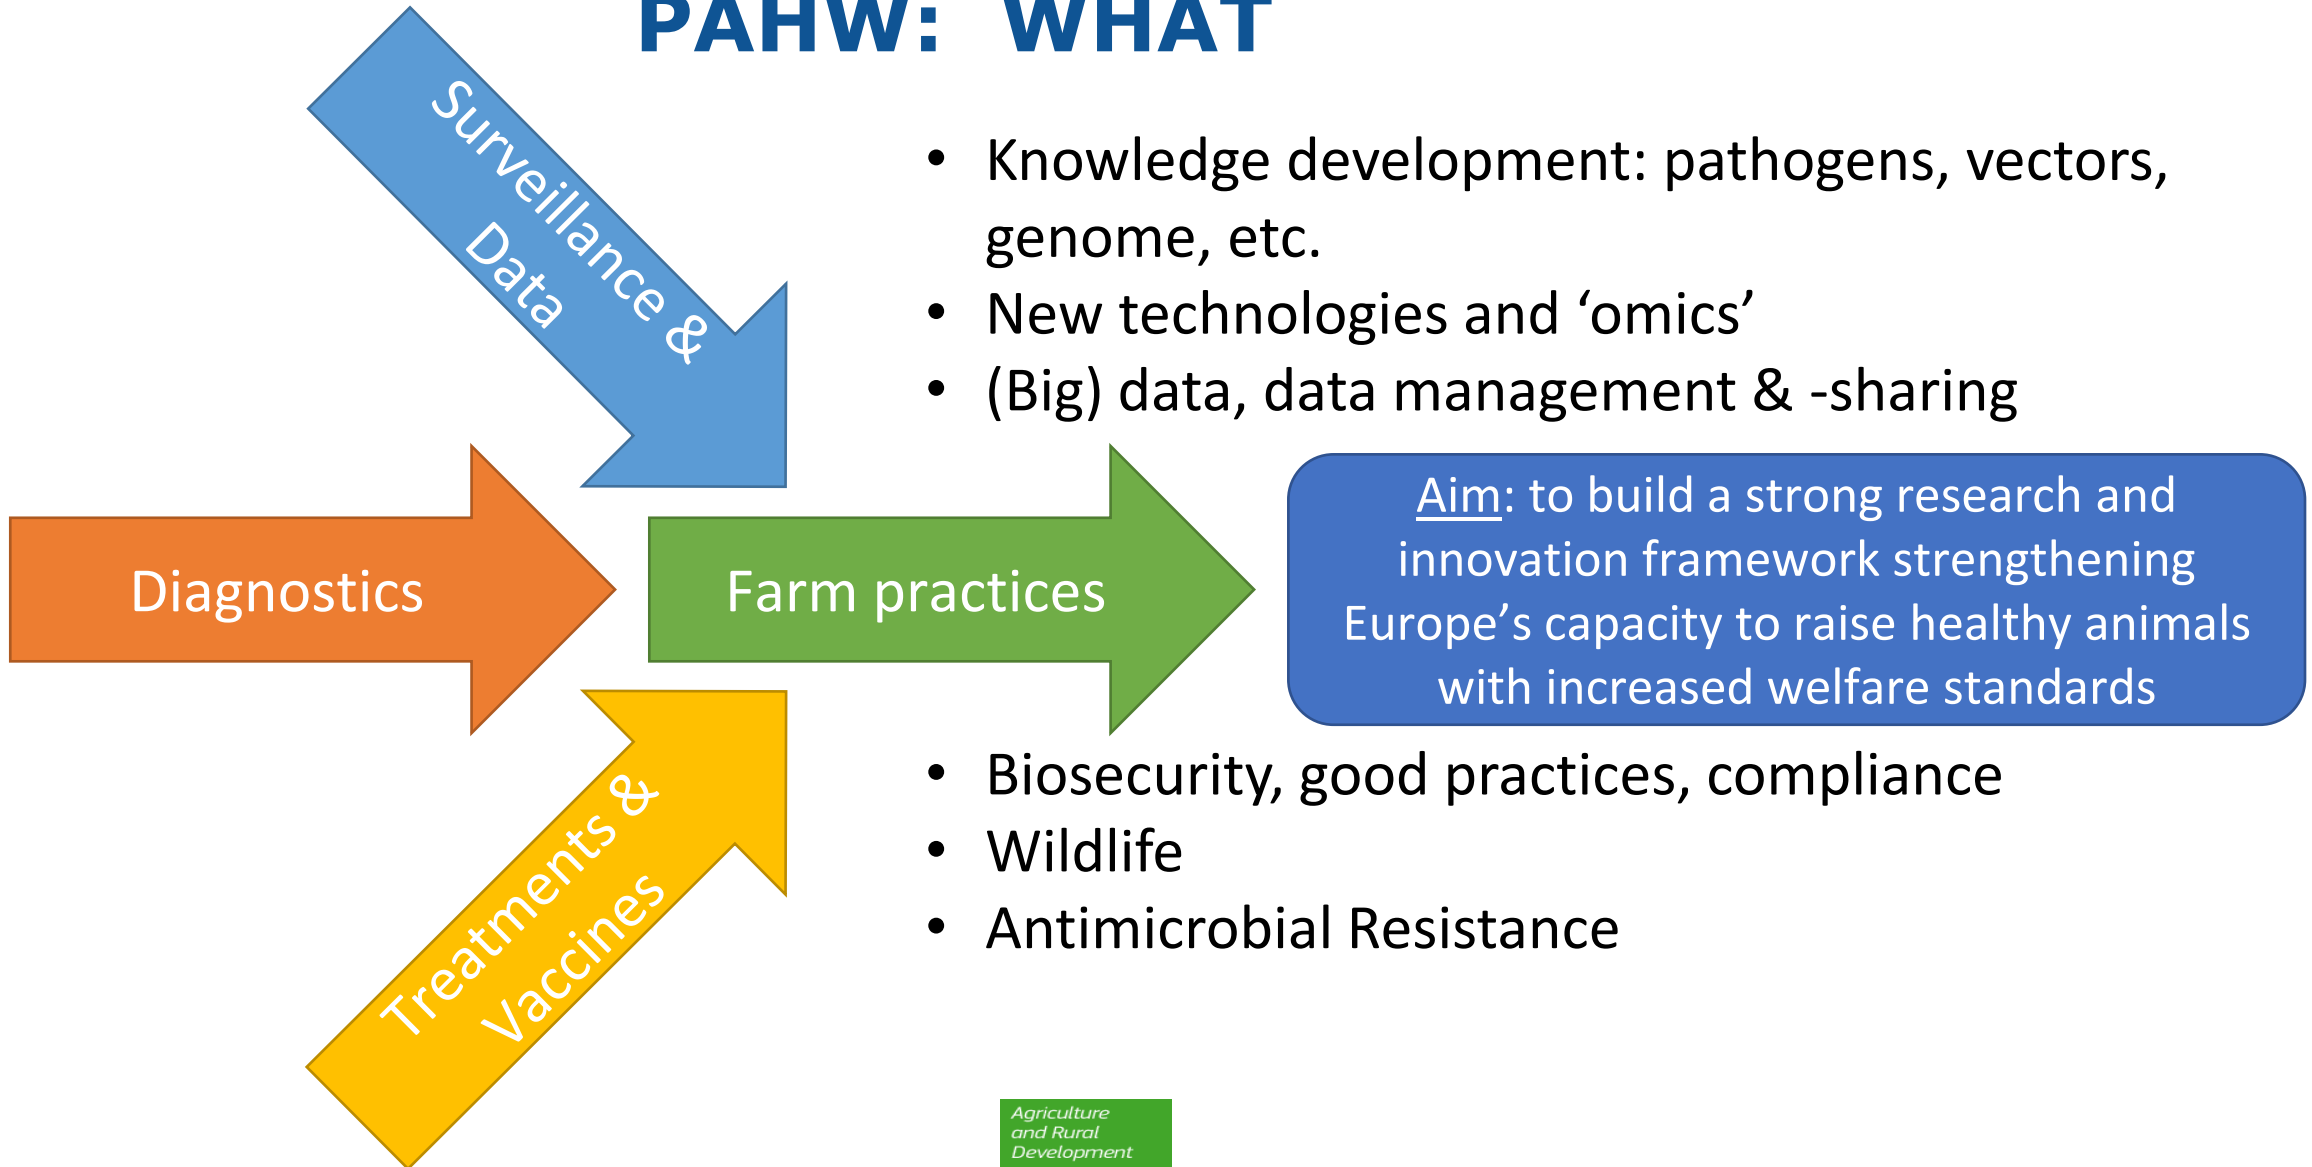 PAHW: WHAT
Surveillance &
Data
• Knowledge development: pathogens, vectors,
genome, etc.
• New technologies and ‘omics’
• (Big) data, data management & -sharing
Diagnostics
Farm practices
Aim: to build a strong research and
innovation framework strengthening
Europe’s capacity to raise healthy animals
with increased welfare standards
Treatments &
Vaccines
• Biosecurity, good practices, compliance
• Wildlife
• Antimicrobial Resistance
Agriculture
and Rural
Development